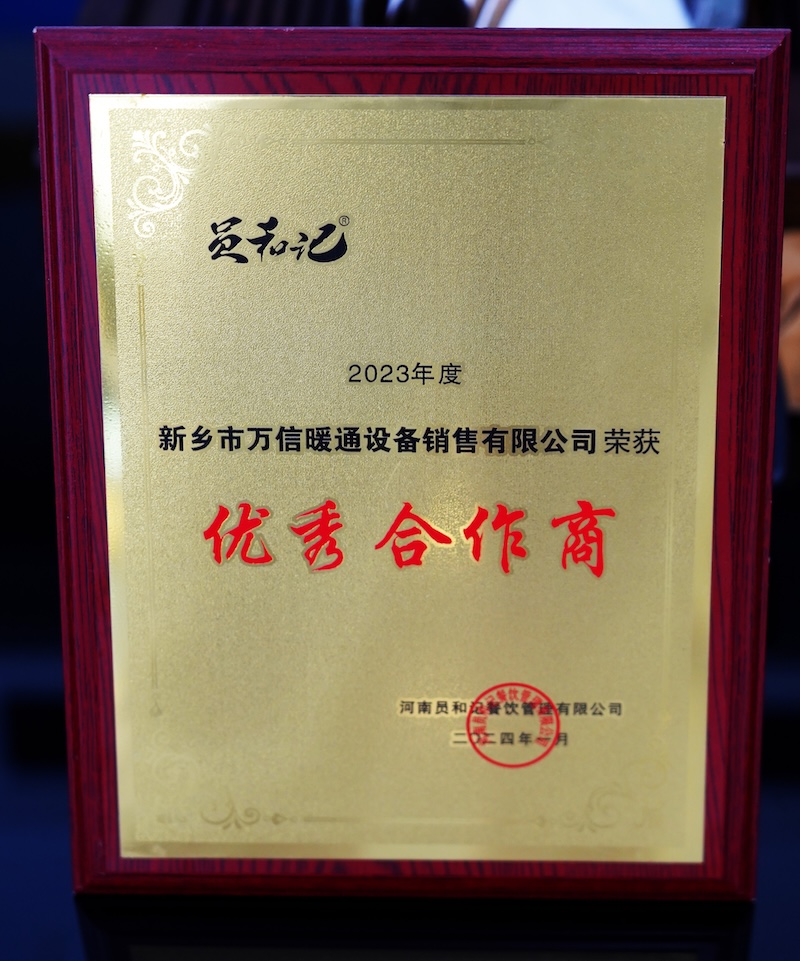 员和记®
2023年度
新乡市万信暖通设备销售有限公司荣获
优秀合作商
河南员和记餐饮管理有限公司
二〇二四年一月